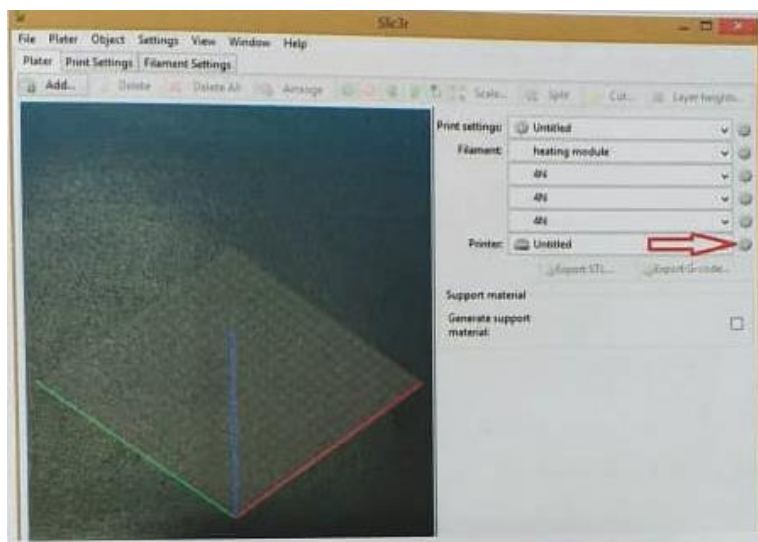 Slic3r
File Plater Object Settings View Window Help
Plater Print Settings Filament Settings
Add... Delete Delete All Arrange Scale... Split Cut... Layer heights...
Print settings: Untitled
Filament: heating module
4N
4N
4N
Printer: Untitled
Export STL... Export G-code...
Support material
Generate support
material: